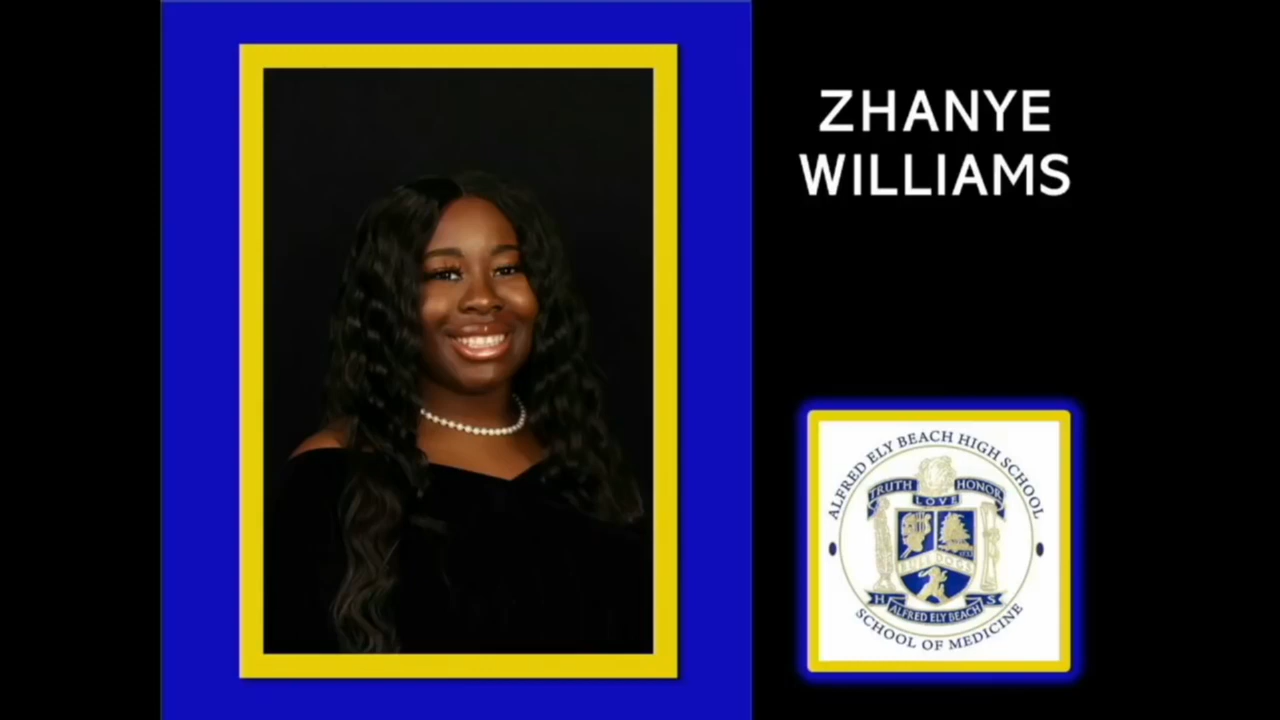 ZHANYE
WILLIAMS
ALFRED ELY BEACH HIGH SCHOOL
TRUTH
HONOR
LOVE
BULLDOGS
H
S
ALFRED ELY BEACH
SCHOOL OF MEDICINE